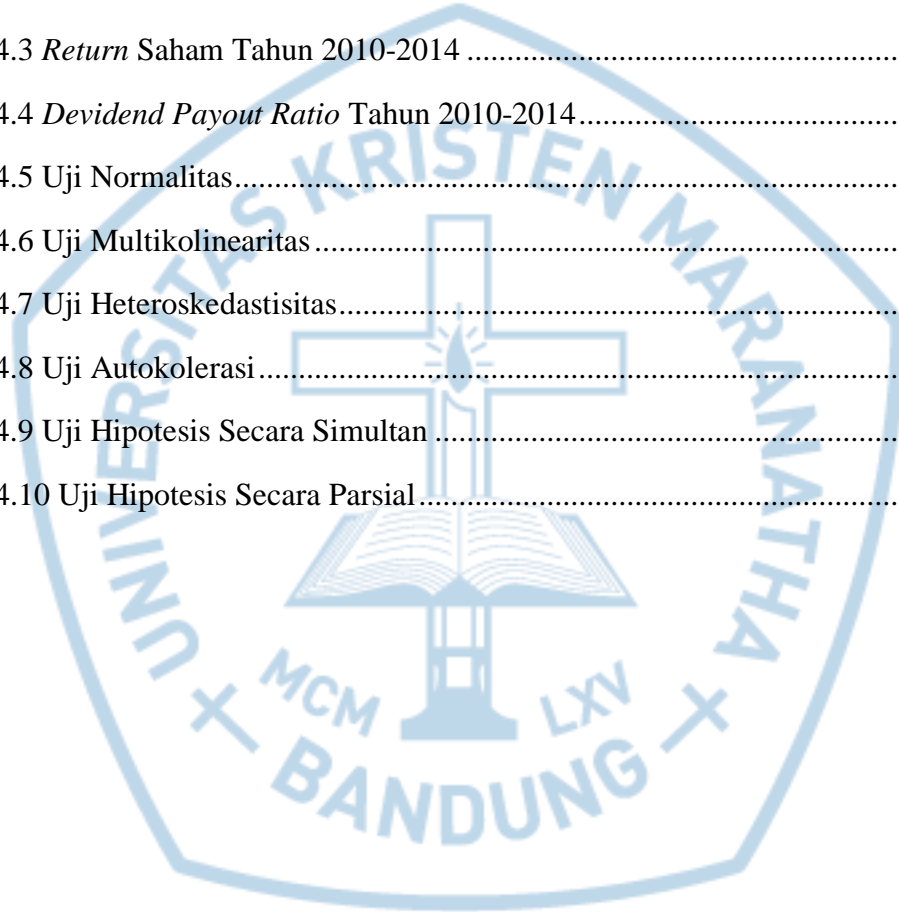 4.3 Return Saham Tahun 2010-2014 ........................................................
4.4 Devidend Payout Ratio Tahun 2010-2014 ........................................
4.5 Uji Normalitas ....................................................................................
4.6 Uji Multikolinearitas ..........................................................................
4.7 Uji Heteroskedastisitas .......................................................................
4.8 Uji Autokolerasi .................................................................................
4.9 Uji Hipotesis Secara Simultan ...........................................................
4.10 Uji Hipotesis Secara Parsial .............................................................
UNIVERSITAS KRISTEN MARANATHA
MCM LXV
BANDUNG